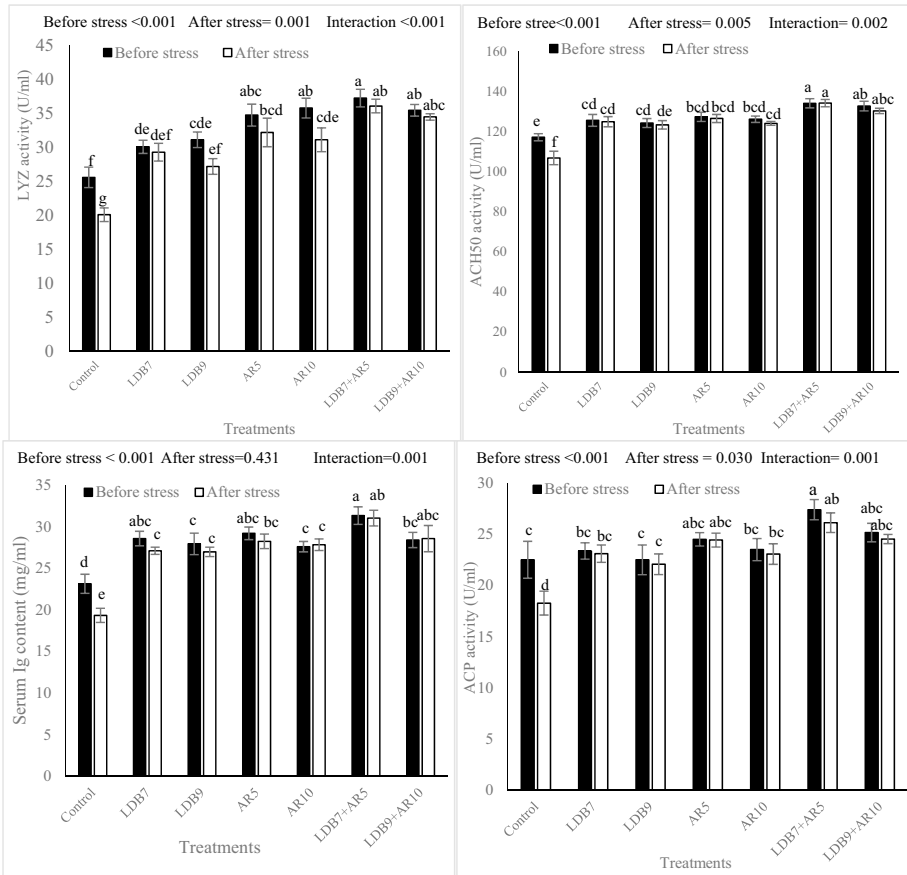 Before stress <0.001 After stress= 0.001 Interaction <0.001
Before stress
After stress
LYZ activity (U/ml)
45
40
35
30
25
20
15
10
5
0
f
g
de
def
cde
ef
abc
bcd
ab
cde
a
ab
ab
abc
Control
LDB7
LDB9
AR5
AR10
LDB7+AR5
LDB9+AR10
Treatments
Before stree<0.001 After stress= 0.005 Interaction= 0.002
Before stress
After stress
ACH50 activity (U/ml)
160
140
120
100
80
60
40
20
0
e
f
cd
cd
cd
de
bcd
bcd
bcd
cd
a
a
ab
abc
Control
LDB7
LDB9
AR5
AR10
LDB7+AR5
LDB9+AR10
Treatments
Before stress < 0.001 After stress=0.431 Interaction=0.001
Before stress
After stress
Serum Ig content (mg/ml)
35
30
25
20
15
10
5
0
d
e
abc
c
c
c
abc
bc
c
c
a
ab
bc
abc
Control
LDB7
LDB9
AR5
AR10
LDB7+AR5
LDB9+AR10
Treatments
Before stress <0.001 After stress = 0.030 Interaction= 0.001
Before stress
After stress
ACP activity (U/ml)
30
25
20
15
10
5
0
c
d
bc
bc
c
c
abc
abc
bc
bc
a
ab
abc
abc
Control
LDB7
LDB9
AR5
AR10
LDB7+AR5
LDB9+AR10
Treatments